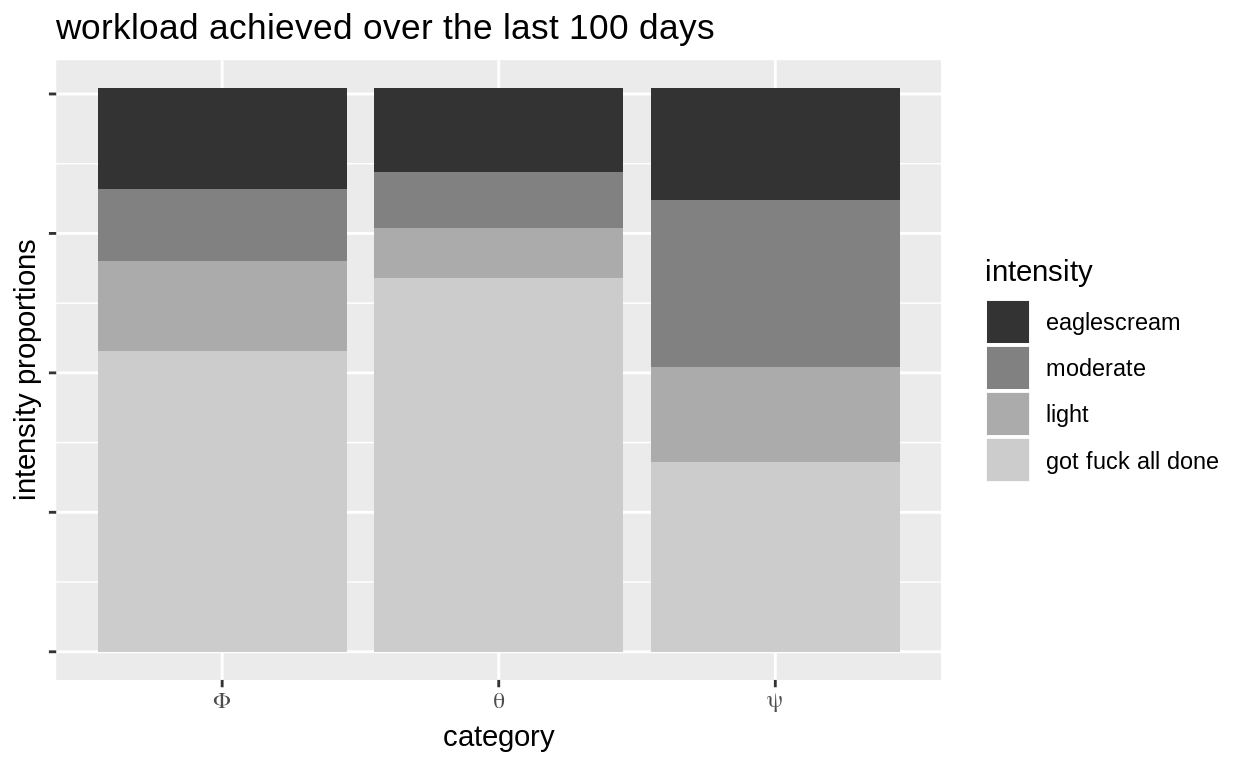 workload achieved over the last 100 days
intensity proportions
Φ
θ
ψ
category
intensity
eaglescream
moderate
light
got fuck all done